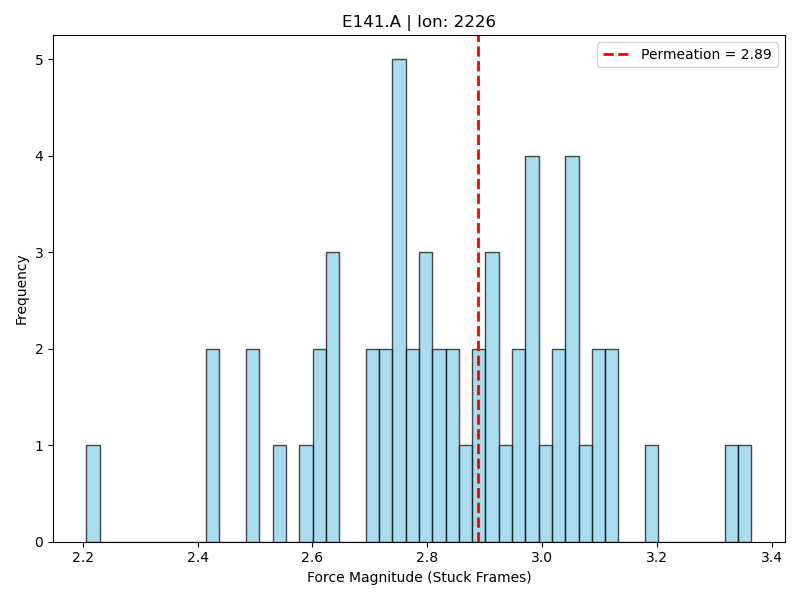 E141.A | Ion: 2226
Permeation = 2.89
5
4
3
2
1
0
Frequency
2.2 2.4 2.6 2.8 3.0 3.2 3.4
Force Magnitude (Stuck Frames)